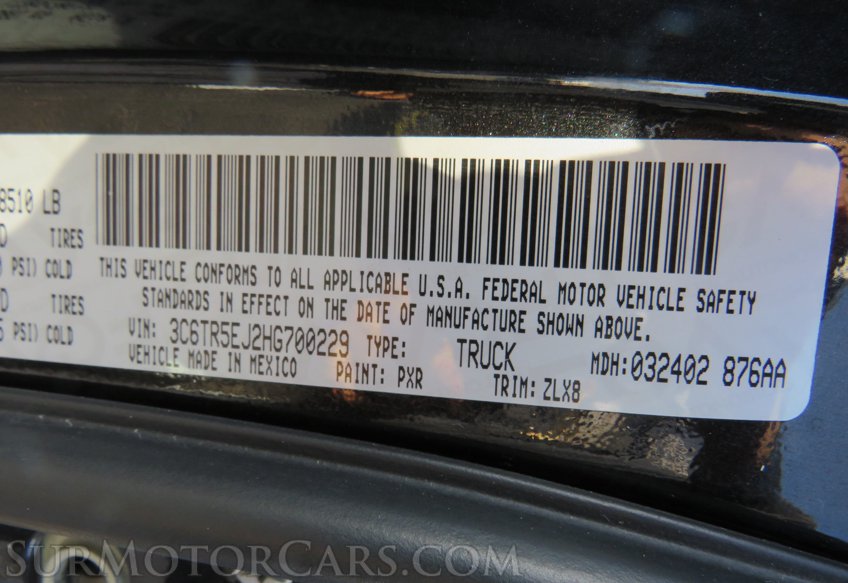 8510 LB
TIRES
PSI) COLD
TIRES
PSI) COLD
THIS VEHICLE CONFORMS TO ALL APPLICABLE U.S.A. FEDERAL MOTOR VEHICLE SAFETY
STANDARDS IN EFFECT ON THE DATE OF MANUFACTURE SHOWN ABOVE.
VIN: 3C6TR5EJ2HG700229 TYPE: TRUCK MDH:032402 876AA
VEHICLE MADE IN MEXICO PAINT: PXR TRIM: ZLX8
SurMotorCars.com